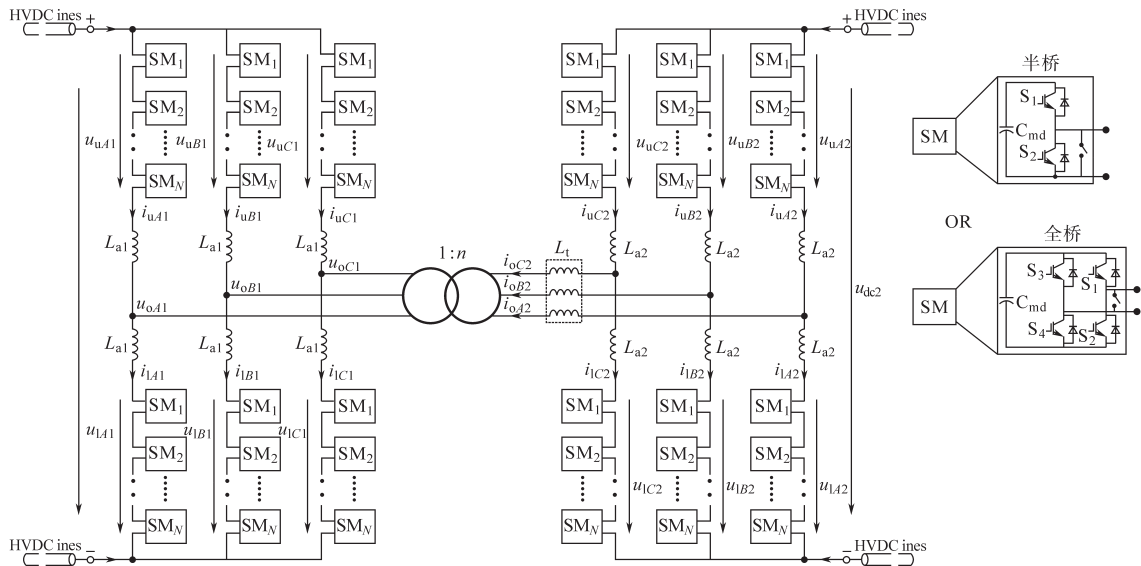 HVDC ines +
+ HVDC ines
SM1 SM1 SM1
SM1 SM1 SM1
半桥
S1
SM Cmd
S2
SM2 SM2 SM2
SM2 SM2 SM2
uuA1 uuB1 uuC1
uuC2 uuB2 uuA2
SMN SMN SMN
SMN SMN SMN
iuA1 iuB1 iuC1
iuC2 iuB2 iuA2
OR
La1 La1 La1
1:n
Lt
La2 La2 La2
全桥
uoC1 ioC2
uoB1 ioB2
uoA1 ioA2
udc2
S3 S1
SM Cmd
S4 S2
La1 La1 La1
La2 La2 La2
ilA1 ilB1 ilC1
ilC2 ilB2 ilA2
SM1 SM1 SM1
SM1 SM1 SM1
ulA1 ulB1 ulC1
SM2 SM2 SM2
SM2 SM2 SM2
ulC2 ulB2 ulA2
SMN SMN SMN
SMN SMN SMN
HVDC ines −
− HVDC ines